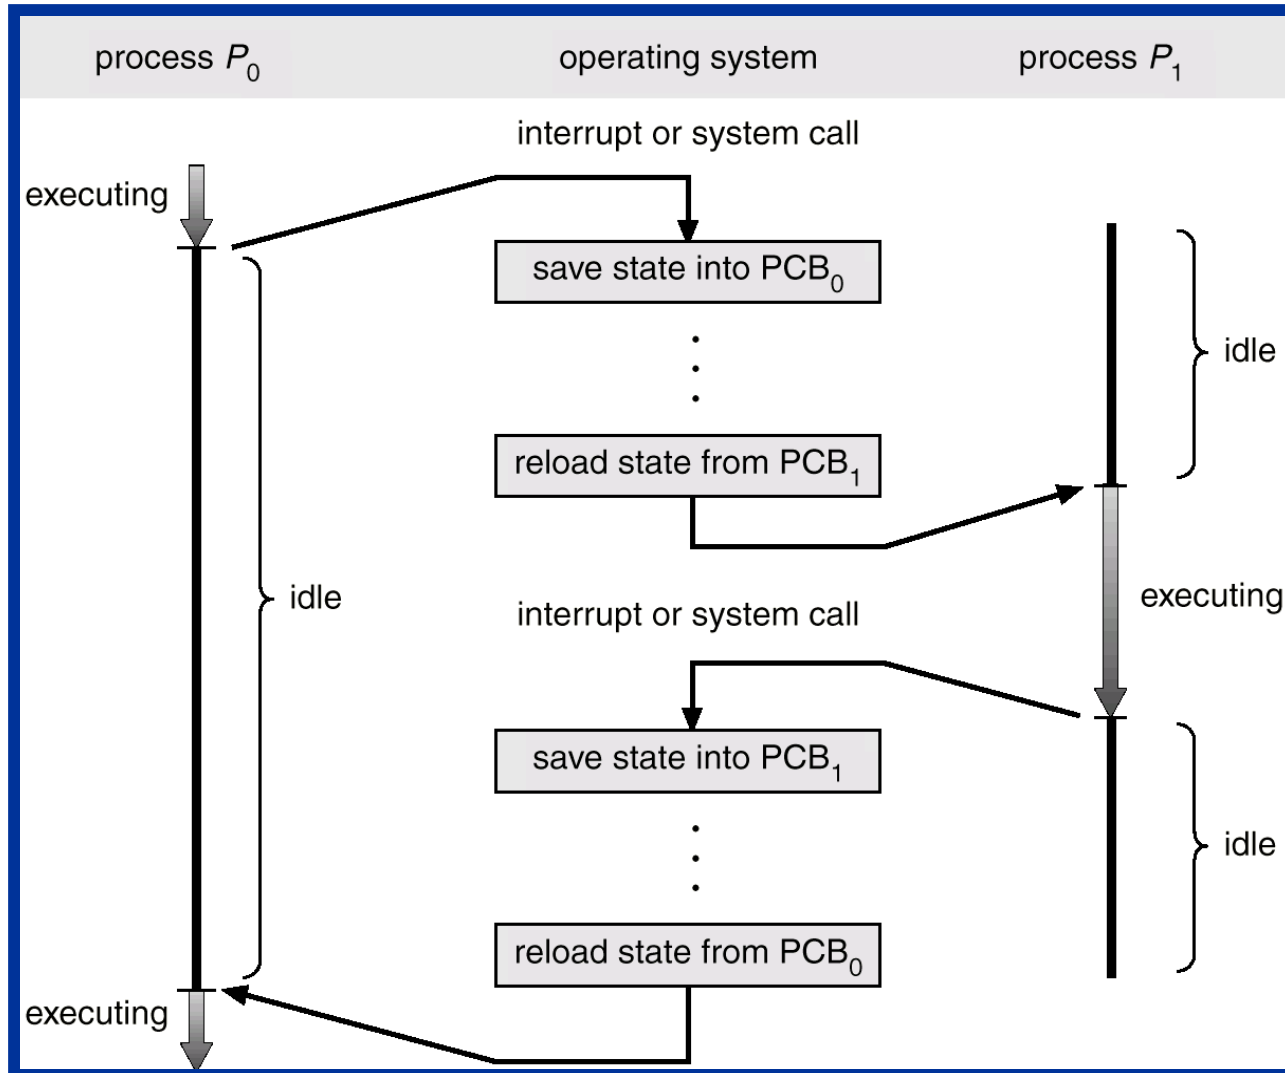 process P₀
operating system
process P₁
interrupt or system call
executing
save state into PCB₀
idle
reload state from PCB₁
idle
executing
interrupt or system call
save state into PCB₁
idle
reload state from PCB₀
executing